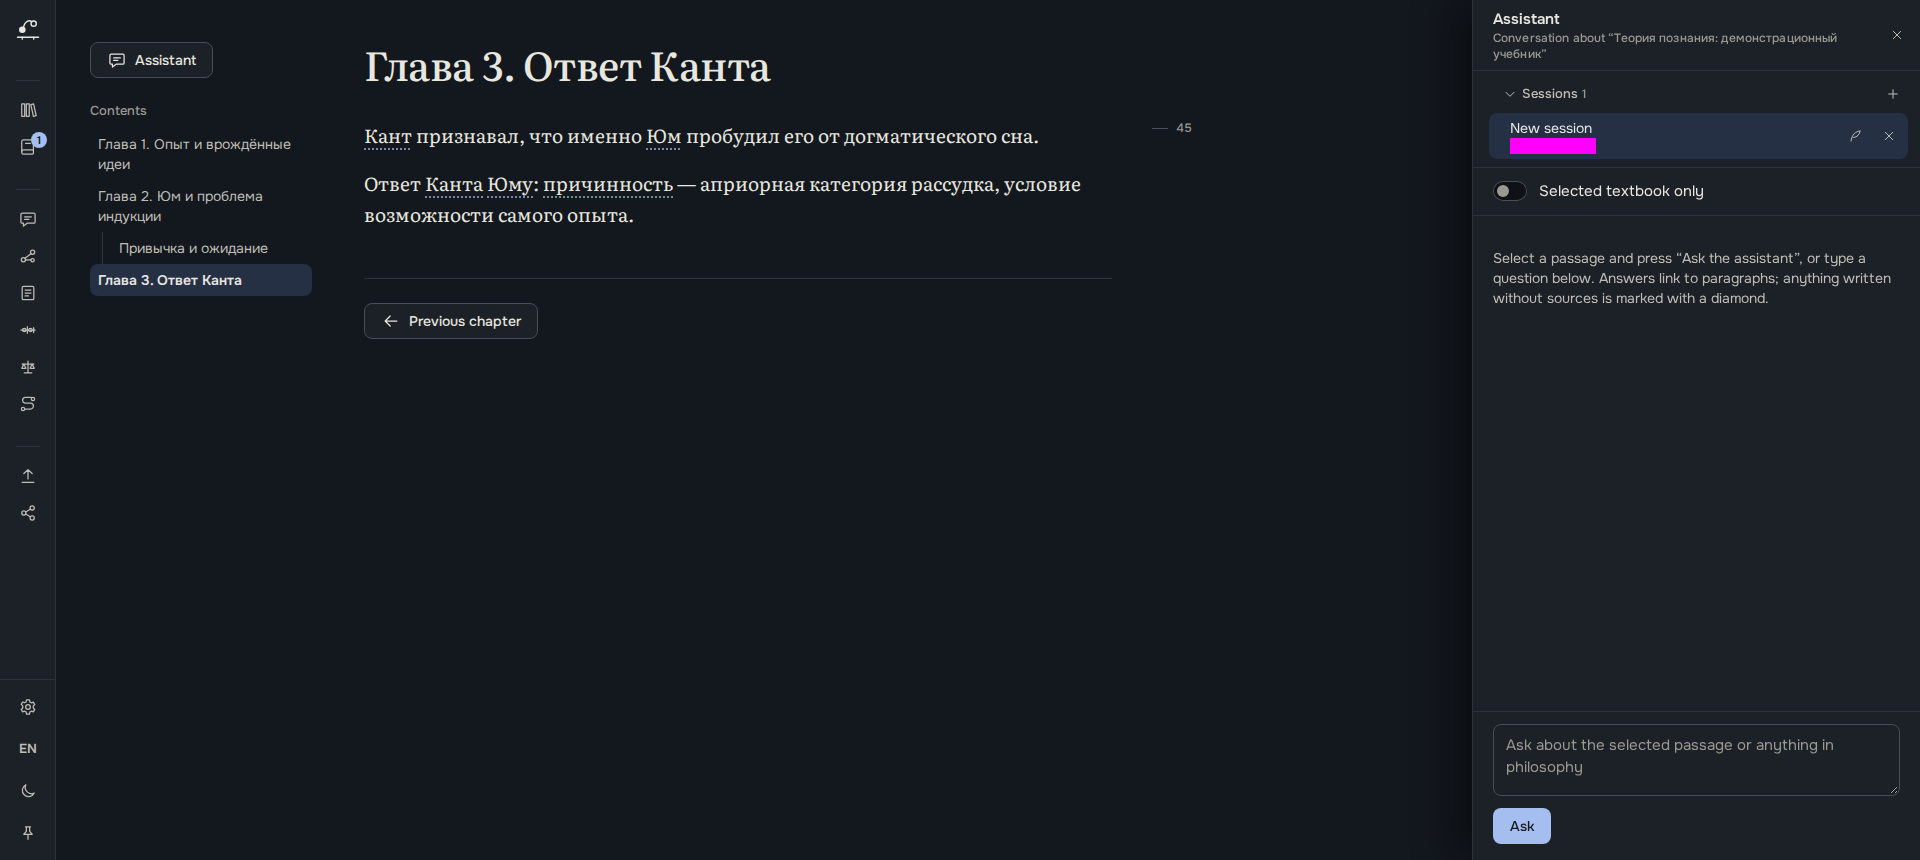 Assistant
Contents
Глава 1. Опыт и врождённые
идеи
Глава 2. Юм и проблема
индукции
Привычка и ожидание
Глава 3. Ответ Канта
1
EN
Глава 3. Ответ Канта
Кант признавал, что именно Юм пробудил его от догматического сна.
45
Ответ Канта Юму: причинность — априорная категория рассудка, условие
возможности самого опыта.
Previous chapter
Assistant
Conversation about “Теория познания: демонстрационный
учебник”
Sessions 1
New session
Selected textbook only
Select a passage and press “Ask the assistant”, or type a
question below. Answers link to paragraphs; anything written
without sources is marked with a diamond.
Ask about the selected passage or anything in
philosophy
Ask